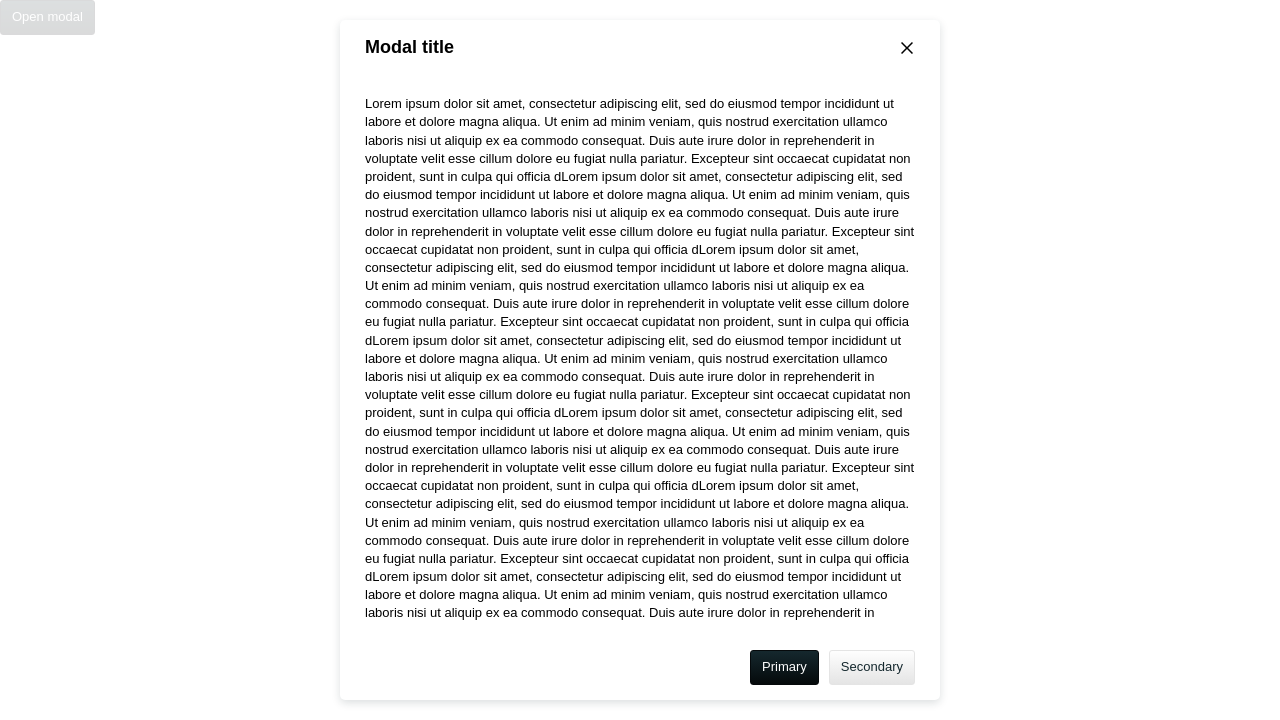 Open modal
Modal title
Lorem ipsum dolor sit amet, consectetur adipiscing elit, sed do eiusmod tempor incididunt ut
labore et dolore magna aliqua. Ut enim ad minim veniam, quis nostrud exercitation ullamco
laboris nisi ut aliquip ex ea commodo consequat. Duis aute irure dolor in reprehenderit in
voluptate velit esse cillum dolore eu fugiat nulla pariatur. Excepteur sint occaecat cupidatat non
proident, sunt in culpa qui officia dLorem ipsum dolor sit amet, consectetur adipiscing elit, sed
do eiusmod tempor incididunt ut labore et dolore magna aliqua. Ut enim ad minim veniam, quis
nostrud exercitation ullamco laboris nisi ut aliquip ex ea commodo consequat. Duis aute irure
dolor in reprehenderit in voluptate velit esse cillum dolore eu fugiat nulla pariatur. Excepteur sint
occaecat cupidatat non proident, sunt in culpa qui officia dLorem ipsum dolor sit amet,
consectetur adipiscing elit, sed do eiusmod tempor incididunt ut labore et dolore magna aliqua.
Ut enim ad minim veniam, quis nostrud exercitation ullamco laboris nisi ut aliquip ex ea
commodo consequat. Duis aute irure dolor in reprehenderit in voluptate velit esse cillum dolore
eu fugiat nulla pariatur. Excepteur sint occaecat cupidatat non proident, sunt in culpa qui officia
dLorem ipsum dolor sit amet, consectetur adipiscing elit, sed do eiusmod tempor incididunt ut
labore et dolore magna aliqua. Ut enim ad minim veniam, quis nostrud exercitation ullamco
laboris nisi ut aliquip ex ea commodo consequat. Duis aute irure dolor in reprehenderit in
voluptate velit esse cillum dolore eu fugiat nulla pariatur. Excepteur sint occaecat cupidatat non
proident, sunt in culpa qui officia dLorem ipsum dolor sit amet, consectetur adipiscing elit, sed
do eiusmod tempor incididunt ut labore et dolore magna aliqua. Ut enim ad minim veniam, quis
nostrud exercitation ullamco laboris nisi ut aliquip ex ea commodo consequat. Duis aute irure
dolor in reprehenderit in voluptate velit esse cillum dolore eu fugiat nulla pariatur. Excepteur sint
occaecat cupidatat non proident, sunt in culpa qui officia dLorem ipsum dolor sit amet,
consectetur adipiscing elit, sed do eiusmod tempor incididunt ut labore et dolore magna aliqua.
Ut enim ad minim veniam, quis nostrud exercitation ullamco laboris nisi ut aliquip ex ea
commodo consequat. Duis aute irure dolor in reprehenderit in voluptate velit esse cillum dolore
eu fugiat nulla pariatur. Excepteur sint occaecat cupidatat non proident, sunt in culpa qui officia
dLorem ipsum dolor sit amet, consectetur adipiscing elit, sed do eiusmod tempor incididunt ut
labore et dolore magna aliqua. Ut enim ad minim veniam, quis nostrud exercitation ullamco
laboris nisi ut aliquip ex ea commodo consequat. Duis aute irure dolor in reprehenderit in
Primary
Secondary